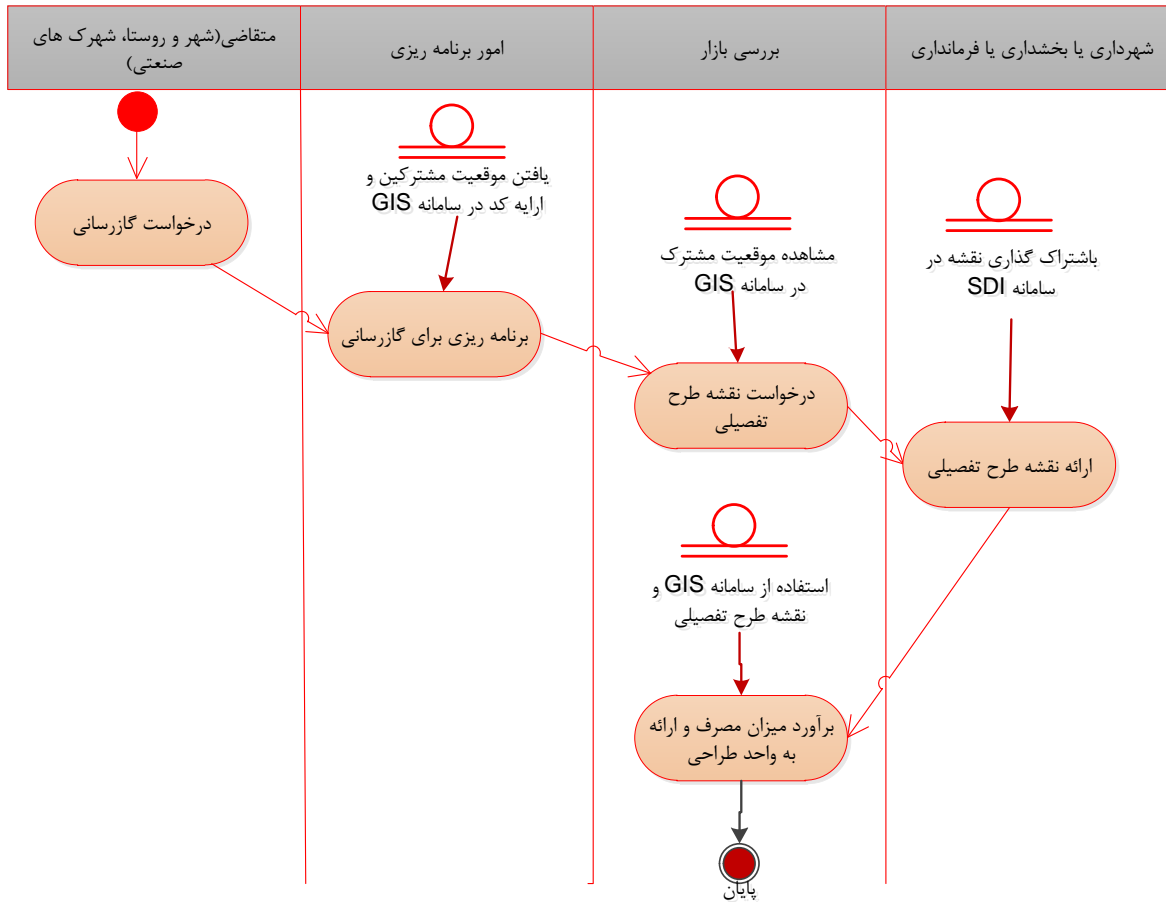 متقاضی(شهر و روستا، شهرک های
صنعتی)
امور برنامه ریزی
بررسی بازار
شهرداری یا بخشداری یا فرمانداری
درخواست گازرسانی
یافتن موقعیت مشترکین و
ارایه کد در سامانه GIS
برنامه ریزی برای گازرسانی
مشاهده موقعیت مشترک
در سامانه GIS
درخواست نقشه طرح
تفصیلی
باشتراک گذاری نقشه در
سامانه SDI
ارائه نقشه طرح تفصیلی
استفاده از سامانه GIS و
نقشه طرح تفصیلی
برآورد میزان مصرف و ارائه
به واحد طراحی
پایان